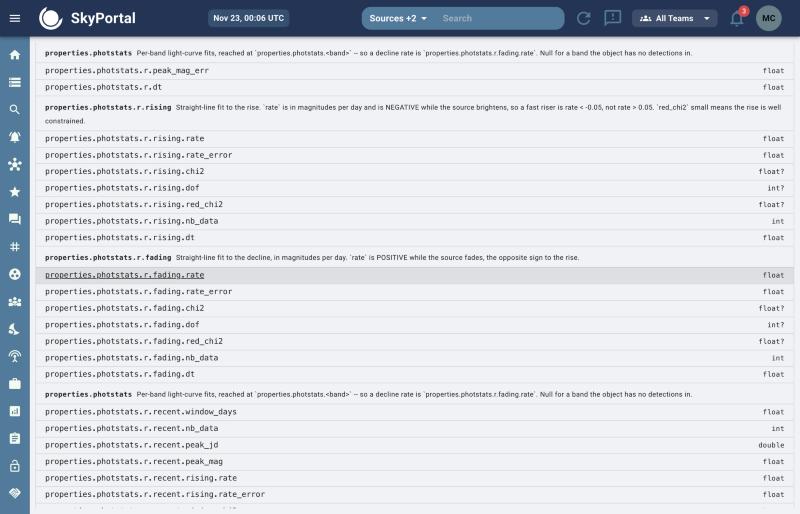 SkyPortal
Nov 23, 00:06 UTC
Sources +2
Search
All Teams
3
MC
properties.photstats Per-band light-curve fits, reached at `properties.photstats.<band>` -- so a decline rate is `properties.photstats.r.fading.rate`. Null for a band the object has no detections in.
properties.photstats.r.peak_mag_err float
properties.photstats.r.dt float
properties.photstats.r.rising Straight-line fit to the rise. `rate` is in magnitudes per day and is NEGATIVE while the source brightens, so a fast riser is rate < -0.05, not rate > 0.05. `red_chi2` small means the rise is well
constrained.
properties.photstats.r.rising.rate float
properties.photstats.r.rising.rate_error float
properties.photstats.r.rising.chi2 float?
properties.photstats.r.rising.dof int?
properties.photstats.r.rising.red_chi2 float?
properties.photstats.r.rising.nb_data int
properties.photstats.r.rising.dt float
properties.photstats.r.fading Straight-line fit to the decline, in magnitudes per day. `rate` is POSITIVE while the source fades, the opposite sign to the rise.
properties.photstats.r.fading.rate float
properties.photstats.r.fading.rate_error float
properties.photstats.r.fading.chi2 float?
properties.photstats.r.fading.dof int?
properties.photstats.r.fading.red_chi2 float?
properties.photstats.r.fading.nb_data int
properties.photstats.r.fading.dt float
properties.photstats Per-band light-curve fits, reached at `properties.photstats.<band>` -- so a decline rate is `properties.photstats.r.fading.rate`. Null for a band the object has no detections in.
properties.photstats.r.recent.window_days float
properties.photstats.r.recent.nb_data int
properties.photstats.r.recent.peak_jd double
properties.photstats.r.recent.peak_mag float
properties.photstats.r.recent.rising.rate float
properties.photstats.r.recent.rising.rate_error float